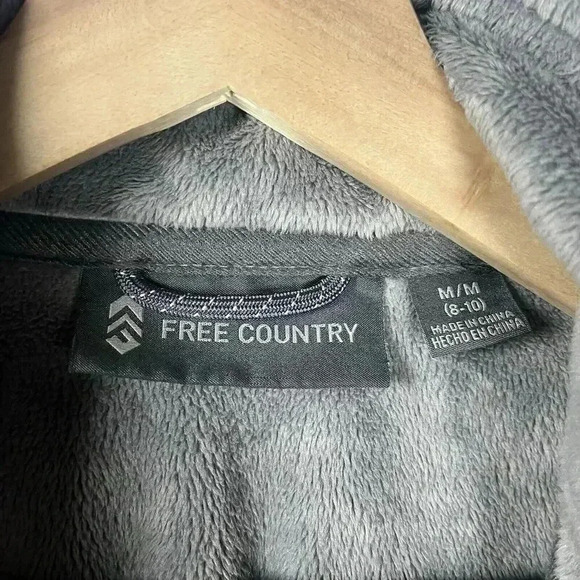 FREE COUNTRY
M/M
(8-10)
MADE IN CHINA
HECHO EN CHINA